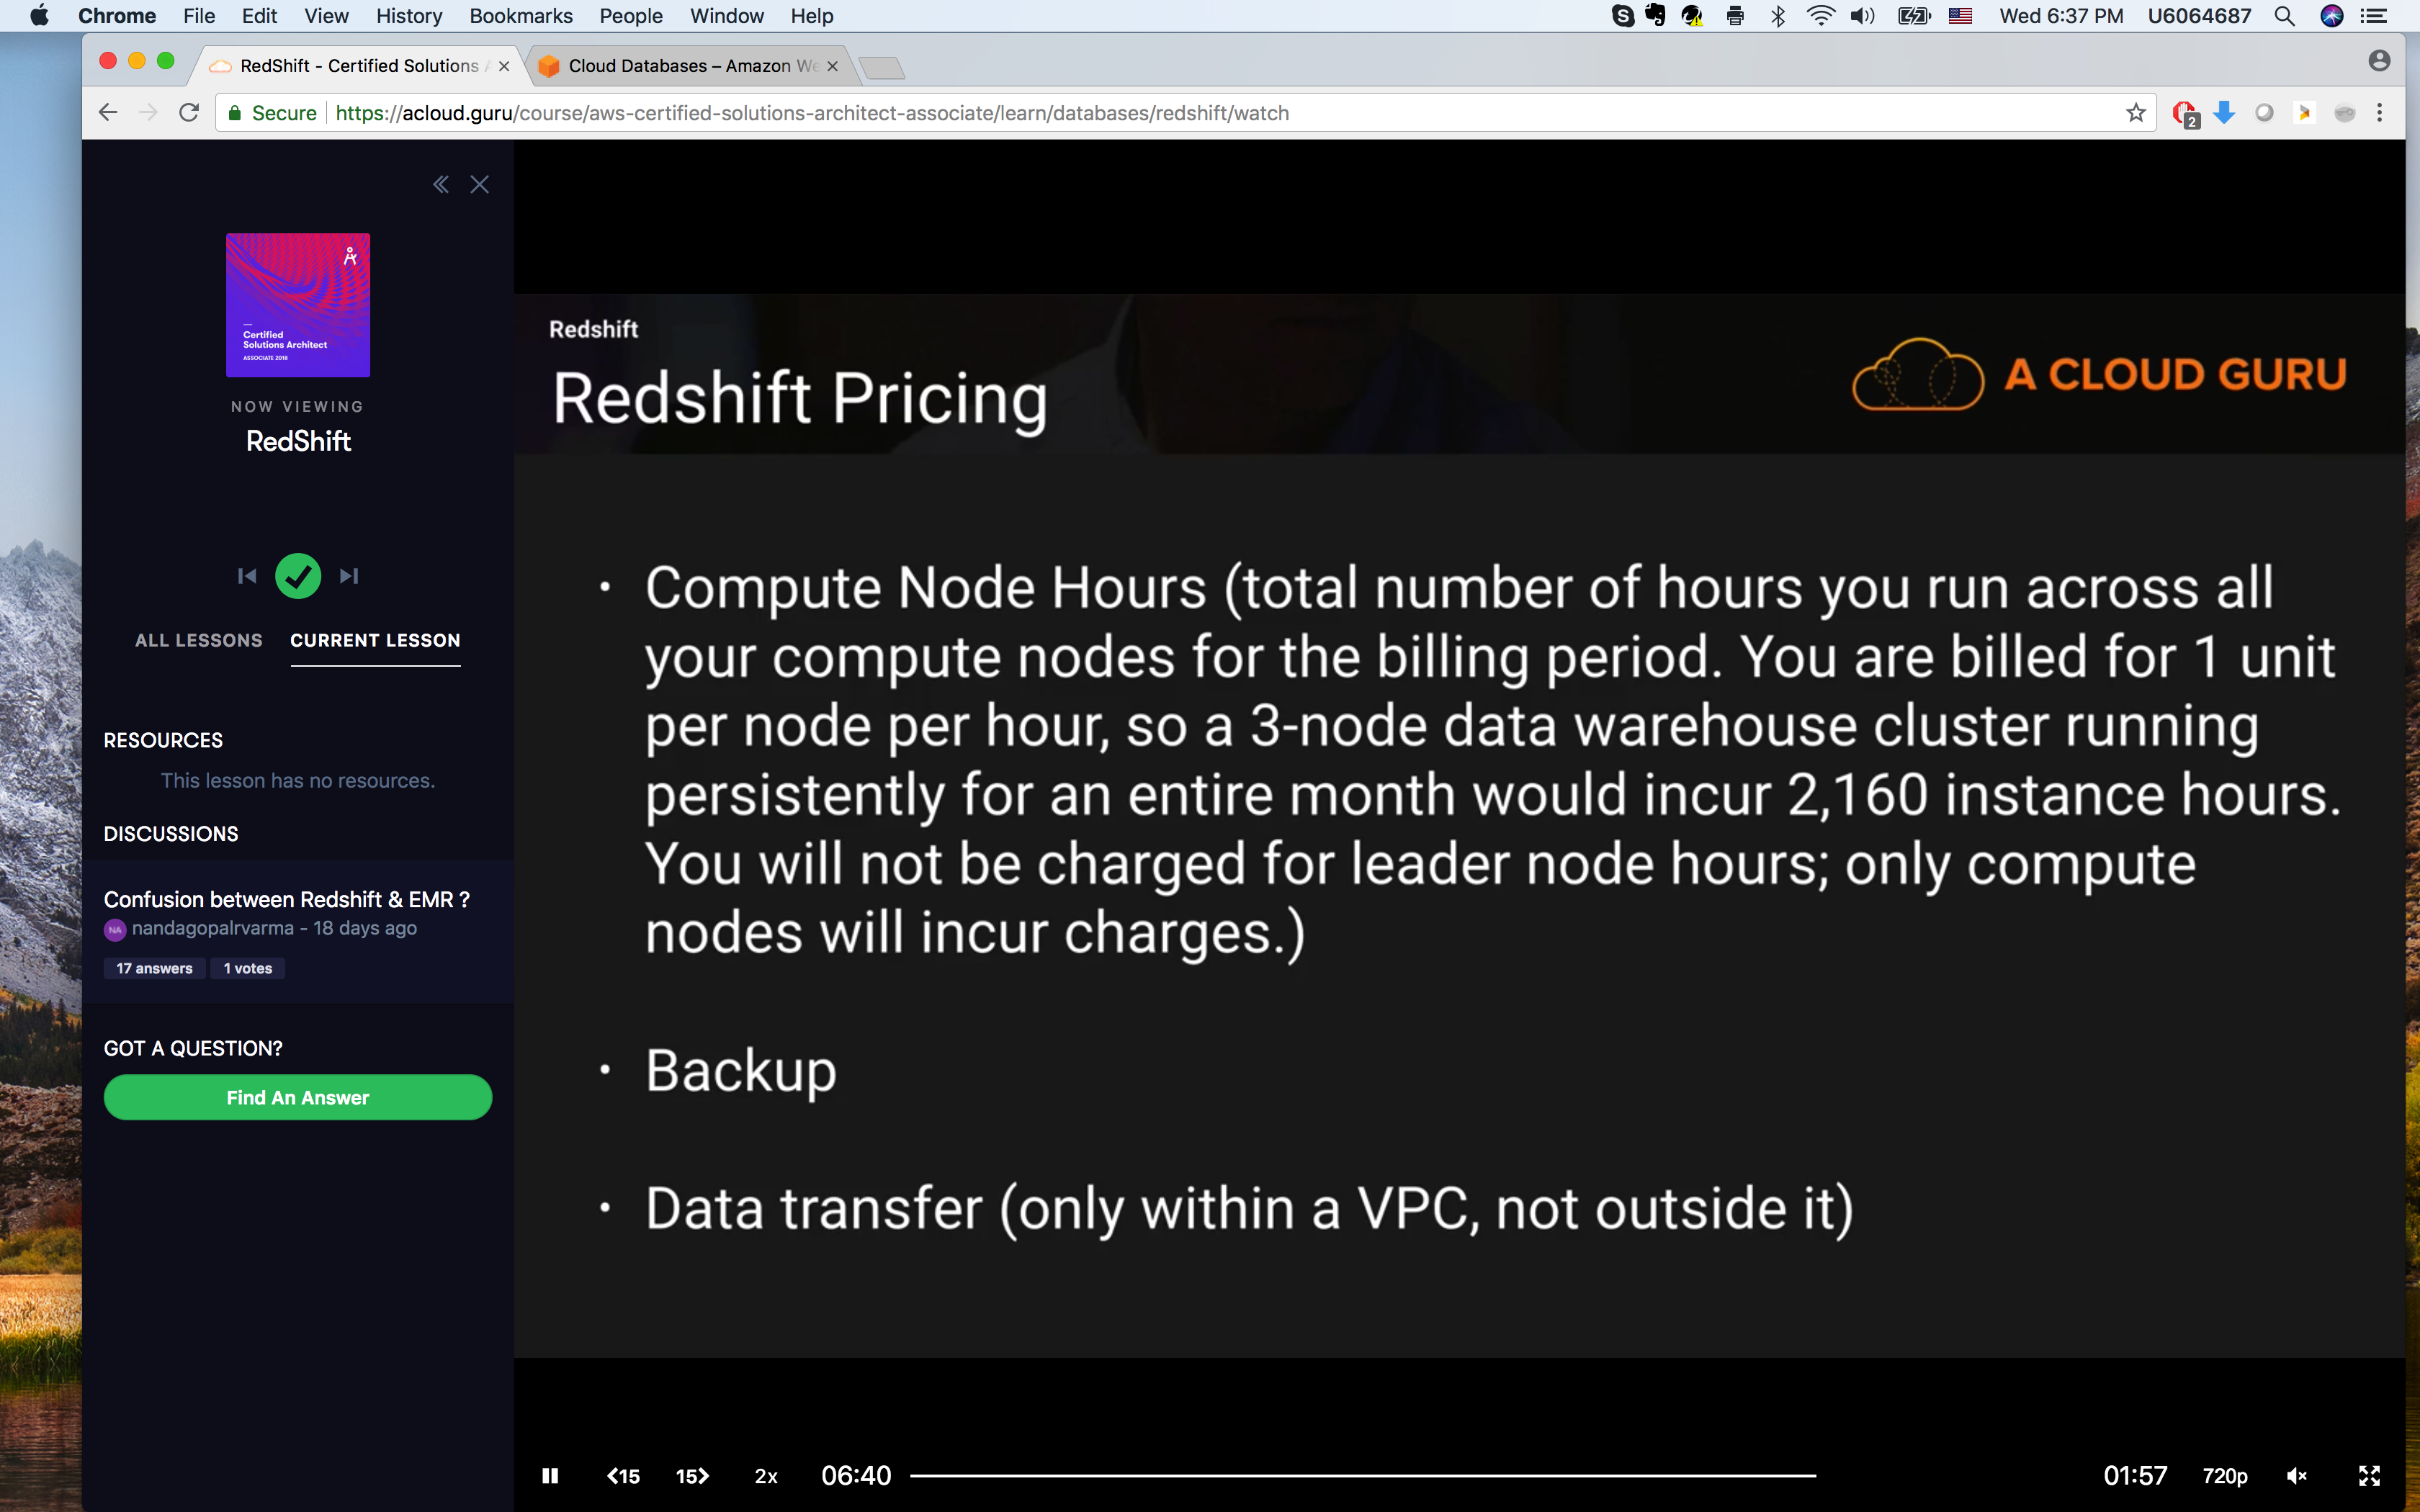 Chrome File Edit View History Bookmarks People Window Help Wed 6:37 PM U6064687
RedShift - Certified Solutions Cloud Databases – Amazon
Secure https://acloud.guru/course/aws-certified-solutions-architect-associate/learn/databases/redshift/watch
2
Certified
Solutions Architect
ASSOCIATE 2018
NOW VIEWING
RedShift
ALL LESSONS CURRENT LESSON
RESOURCES
This lesson has no resources.
DISCUSSIONS
Confusion between Redshift & EMR ?
NA nandagopalrvarma - 18 days ago
17 answers 1 votes
GOT A QUESTION?
Find An Answer
Redshift
Redshift Pricing
A CLOUD GURU
• Compute Node Hours (total number of hours you run across all
your compute nodes for the billing period. You are billed for 1 unit
per node per hour, so a 3-node data warehouse cluster running
persistently for an entire month would incur 2,160 instance hours.
You will not be charged for leader node hours; only compute
nodes will incur charges.)
• Backup
• Data transfer (only within a VPC, not outside it)
15 15 2x 06:40 01:57 720p